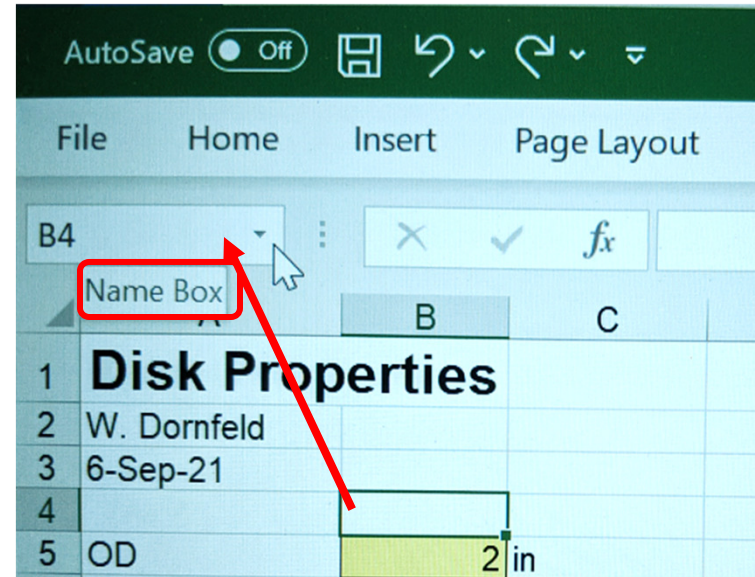 AutoSave Off
File Home Insert Page Layout
B4 fx
Name Box
A B C
1 Disk Properties
2 W. Dornfeld
3 6-Sep-21
4
5 OD 2 in